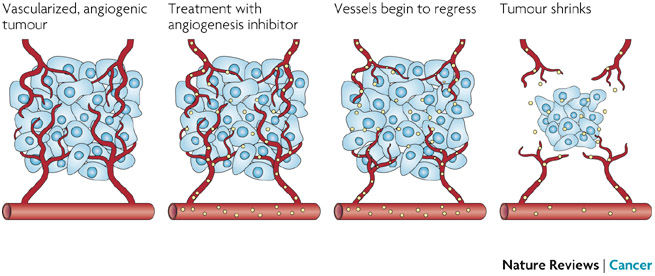 Vascularized, angiogenic
tumour
Treatment with
angiogenesis inhibitor
Vessels begin to regress
Tumour shrinks
Nature Reviews | Cancer